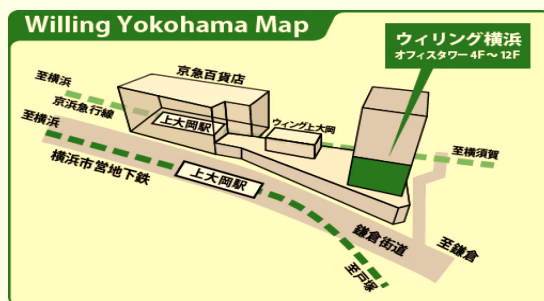 Willing Yokohama Map
ウィリング横浜
オフィスタワー 4F〜12F
京急百貨店
至横浜
京浜急行線
上大岡駅
ウィング上大岡
至横浜
至横須賀
横浜市営地下鉄
上大岡駅
鎌倉街道
至鎌倉
至戸塚